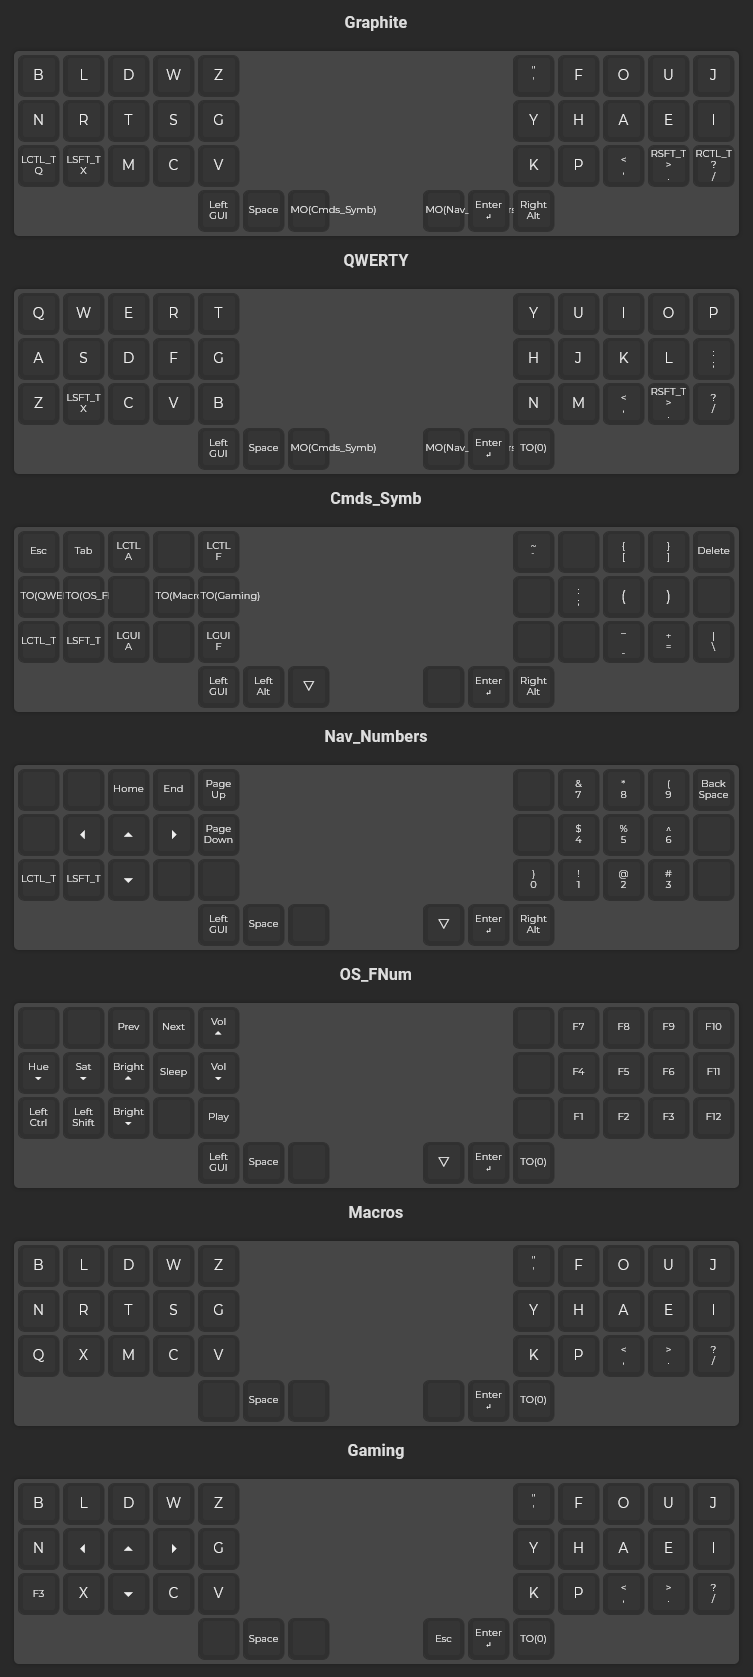 Graphite
B L D W Z " ' F O U J
N R T S G Y H A E I
LCTL_T Q LSFT_T X M C V K P < , RSFT_T > . RCTL_T ? /
Left GUI Space MO(Cmds_Symb) MO(Nav_ Enter Right Alt
QWERTY
Q W E R T Y U I O P
A S D F G H J K L : ;
Z LSFT_T X C V B N M < , RSFT_T > . ? /
Left GUI Space MO(Cmds_Symb) MO(Nav_ Enter TO(0)
Cmds_Symb
Esc Tab LCTL A LCTL F ~ ` { [ } ] Delete
TO(QWE TO(OS_F TO(Macr TO(Gaming) : ; ( )
LCTL_T LSFT_T LGUI A LGUI F _ - + = | \
Left GUI Left Alt ▽ Enter Right Alt
Nav_Numbers
Home End Page Up & 7 * 8 ( 9 Back Space
Page Down $ 4 % 5 ^ 6
LCTL_T LSFT_T ) 0 ! 1 @ 2 # 3
Left GUI Space ▽ Enter Right Alt
OS_FNum
Prev Next Vol F7 F8 F9 F10
Hue Sat Bright Sleep Vol F4 F5 F6 F11
Left Ctrl Left Shift Bright Play F1 F2 F3 F12
Left GUI Space ▽ Enter TO(0)
Macros
B L D W Z " ' F O U J
N R T S G Y H A E I
Q X M C V K P < , > . ? /
Space Enter TO(0)
Gaming
B L D W Z " ' F O U J
N G Y H A E I
F3 X C V K P < , > . ? /
Space Esc Enter TO(0)